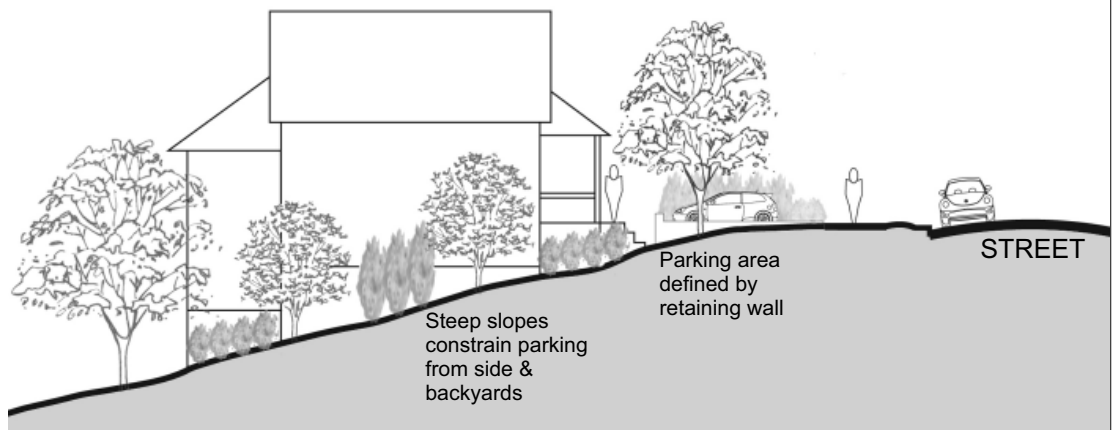 STREET
Parking area
defined by
retaining wall
Steep slopes
constrain parking
from side &
backyards